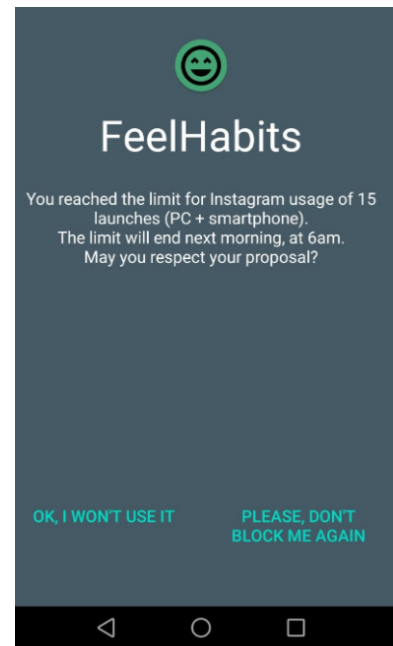 FeelHabits
You reached the limit for Instagram usage of 15
launches (PC + smartphone).
The limit will end next morning, at 6am.
May you respect your proposal?
OK, I WON'T USE IT
PLEASE, DON'T
BLOCK ME AGAIN